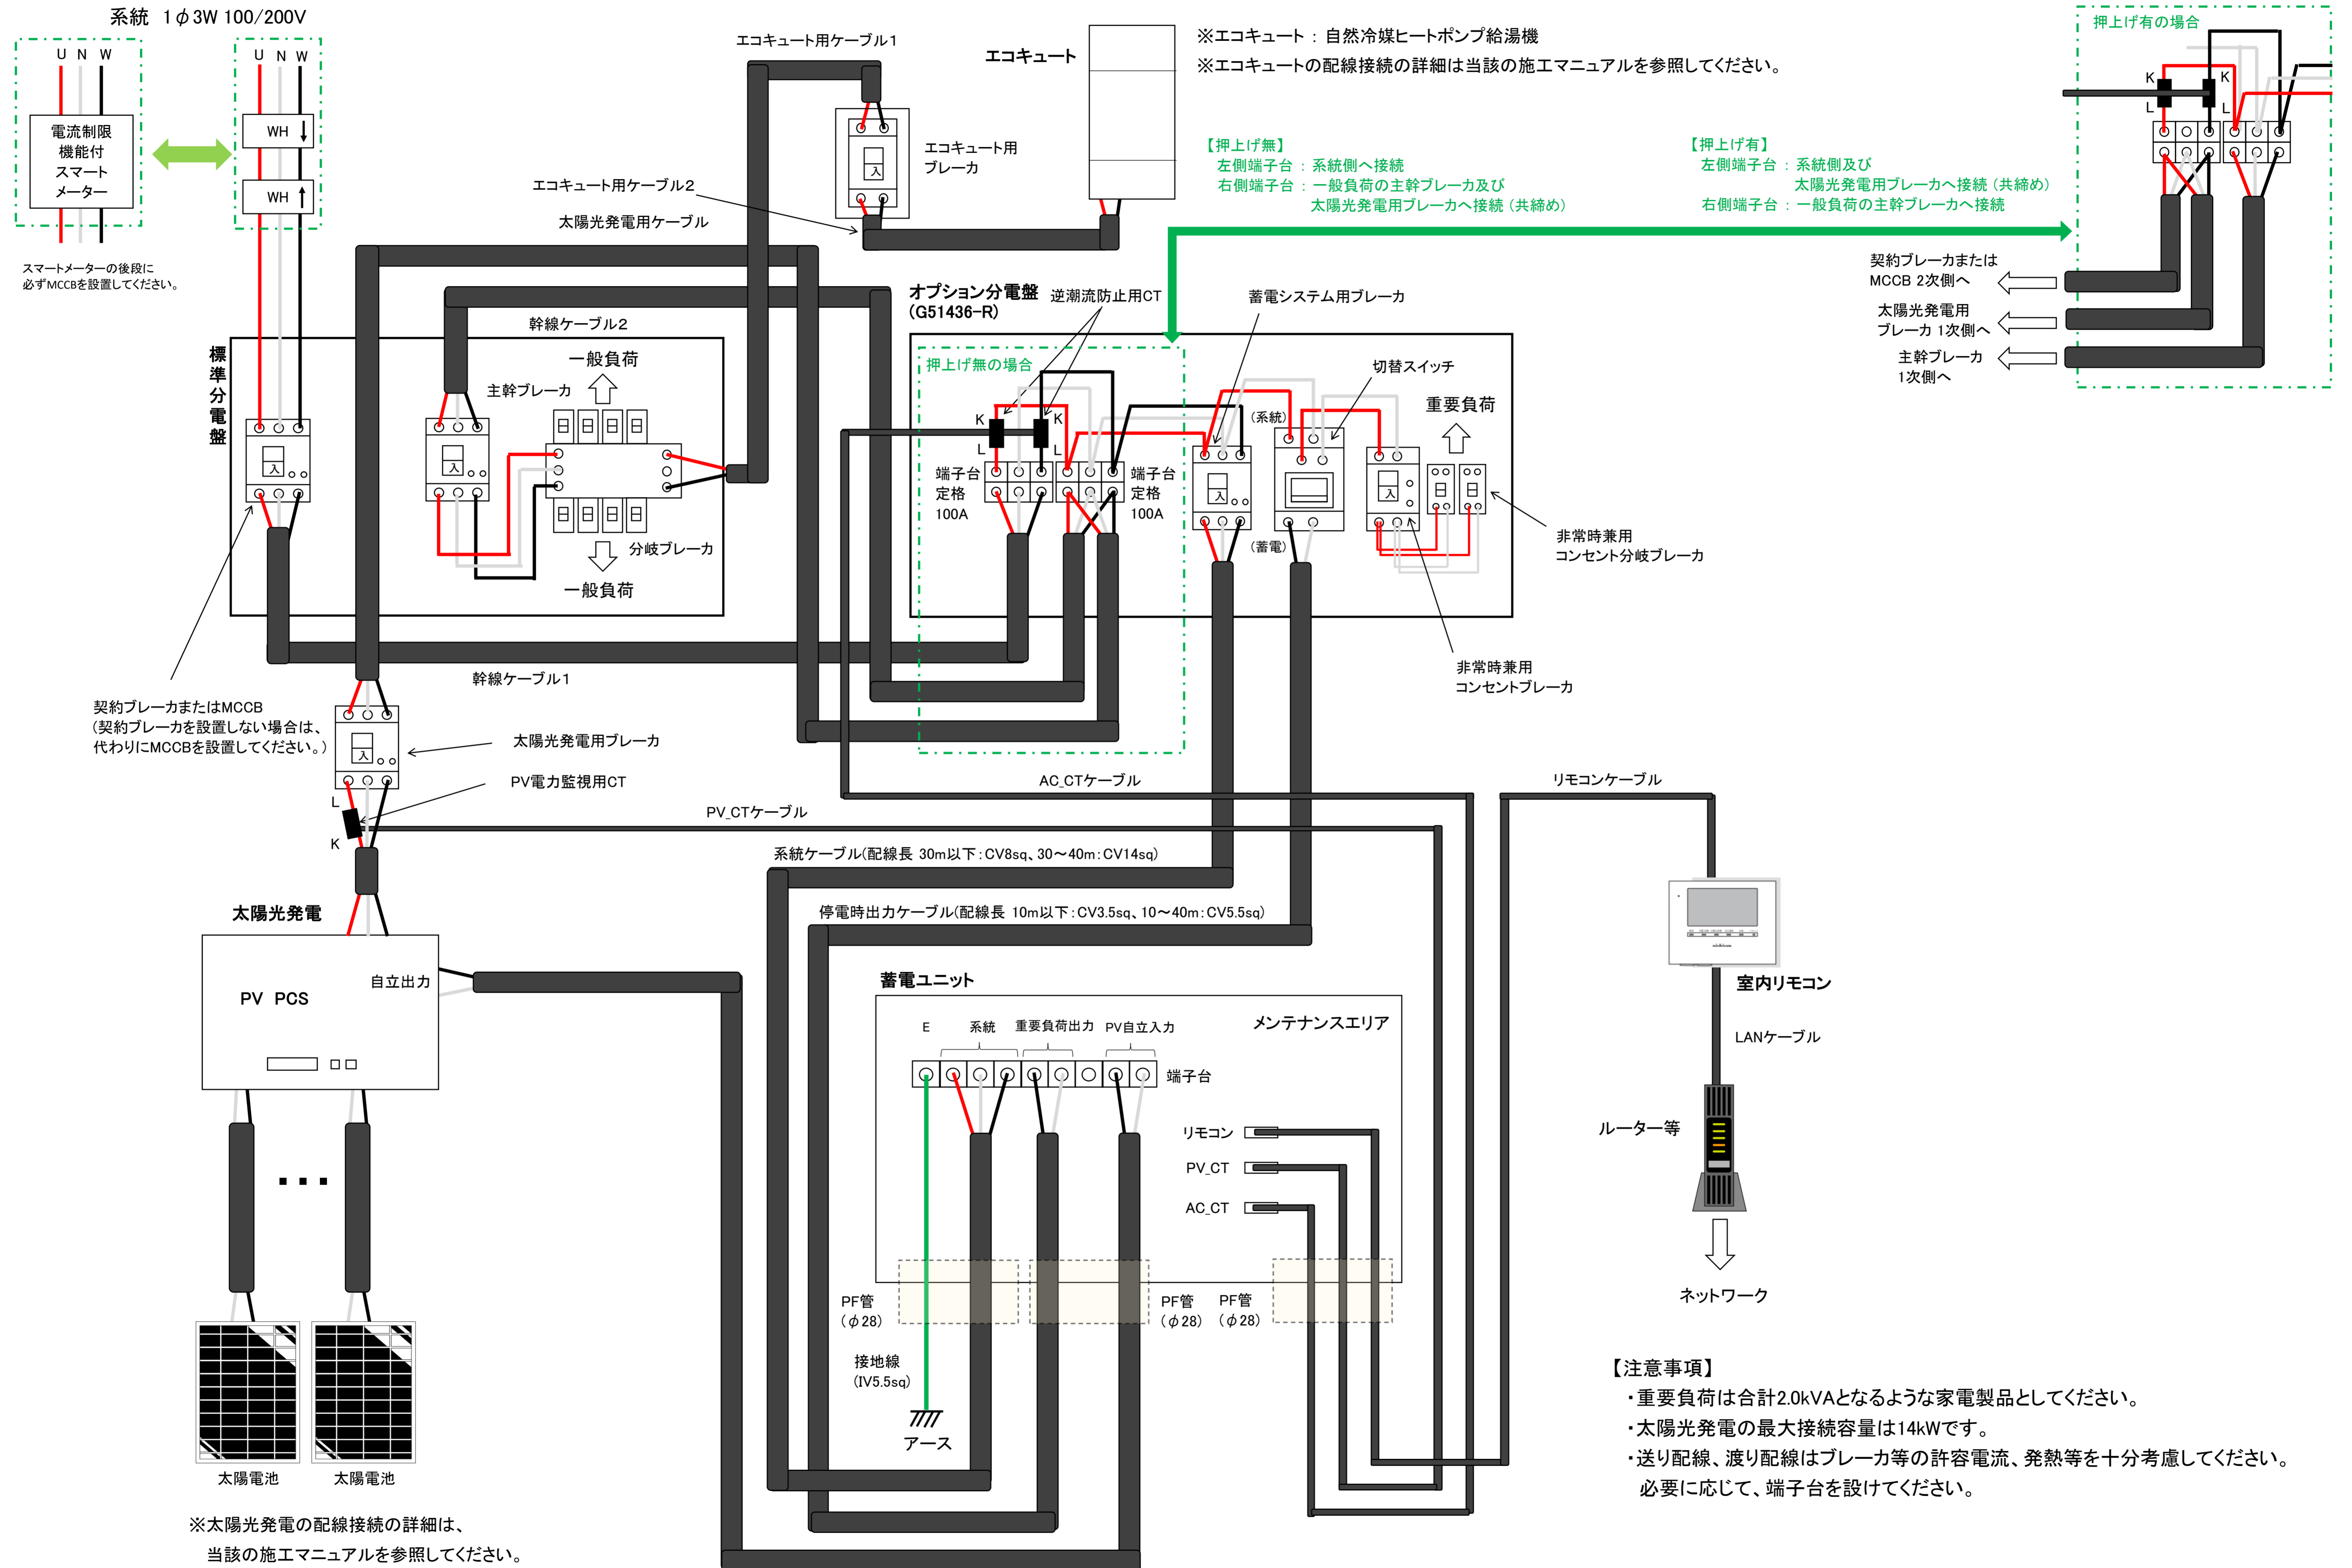 系統 1φ3W 100/200V
U N W
U N W
電流制限
機能付
スマート
メーター
WH
WH
スマートメーターの後段に
必ずMCCBを設置してください。
エコキュート用ケーブル1
エコキュート用
ブレーカ
エコキュート用ケーブル2
太陽光発電用ケーブル
入
エコキュート
※エコキュート : 自然冷媒ヒートポンプ給湯機
※エコキュートの配線接続の詳細は当該の施工マニュアルを参照してください。
【押上げ無】
左側端子台 : 系統側へ接続
右側端子台 : 一般負荷の主幹ブレーカ及び
太陽光発電用ブレーカへ接続 (共締め)
【押上げ有】
左側端子台 : 系統側及び
太陽光発電用ブレーカへ接続 (共締め)
右側端子台 : 一般負荷の主幹ブレーカへ接続
押上げ有の場合
K
K
L
L
契約ブレーカまたは
MCCB 2次側へ
太陽光発電用
ブレーカ 1次側へ
主幹ブレーカ
1次側へ
標準分電盤
幹線ケーブル2
一般負荷
主幹ブレーカ
入
入
分岐ブレーカ
一般負荷
幹線ケーブル1
契約ブレーカまたはMCCB
(契約ブレーカを設置しない場合は、
代わりにMCCBを設置してください。)
オプション分電盤
(G51436-R)
逆潮流防止用CT
蓄電システム用ブレーカ
押上げ無の場合
切替スイッチ
重要負荷
K
K
L
L
(系統)
端子台
定格
100A
端子台
定格
100A
入
入
(蓄電)
非常時兼用
コンセント分岐ブレーカ
非常時兼用
コンセントブレーカ
入
太陽光発電用ブレーカ
PV電力監視用CT
L
K
AC_CTケーブル
リモコンケーブル
PV_CTケーブル
系統ケーブル(配線長 30m以下:CV8sq、30～40m:CV14sq)
停電時出力ケーブル(配線長 10m以下:CV3.5sq、10～40m:CV5.5sq)
太陽光発電
PV PCS
自立出力
蓄電ユニット
E
系統
重要負荷出力
PV自立入力
メンテナンスエリア
端子台
リモコン
PV_CT
AC_CT
PF管
(φ28)
PF管
(φ28)
PF管
(φ28)
接地線
(IV5.5sq)
アース
室内リモコン
LANケーブル
ルーター等
ネットワーク
太陽電池
太陽電池
※太陽光発電の配線接続の詳細は、
当該の施工マニュアルを参照してください。
【注意事項】
・重要負荷は合計2.0kVAとなるような家電製品としてください。
・太陽光発電の最大接続容量は14kWです。
・送り配線、渡り配線はブレーカ等の許容電流、発熱等を十分考慮してください。
必要に応じて、端子台を設けてください。